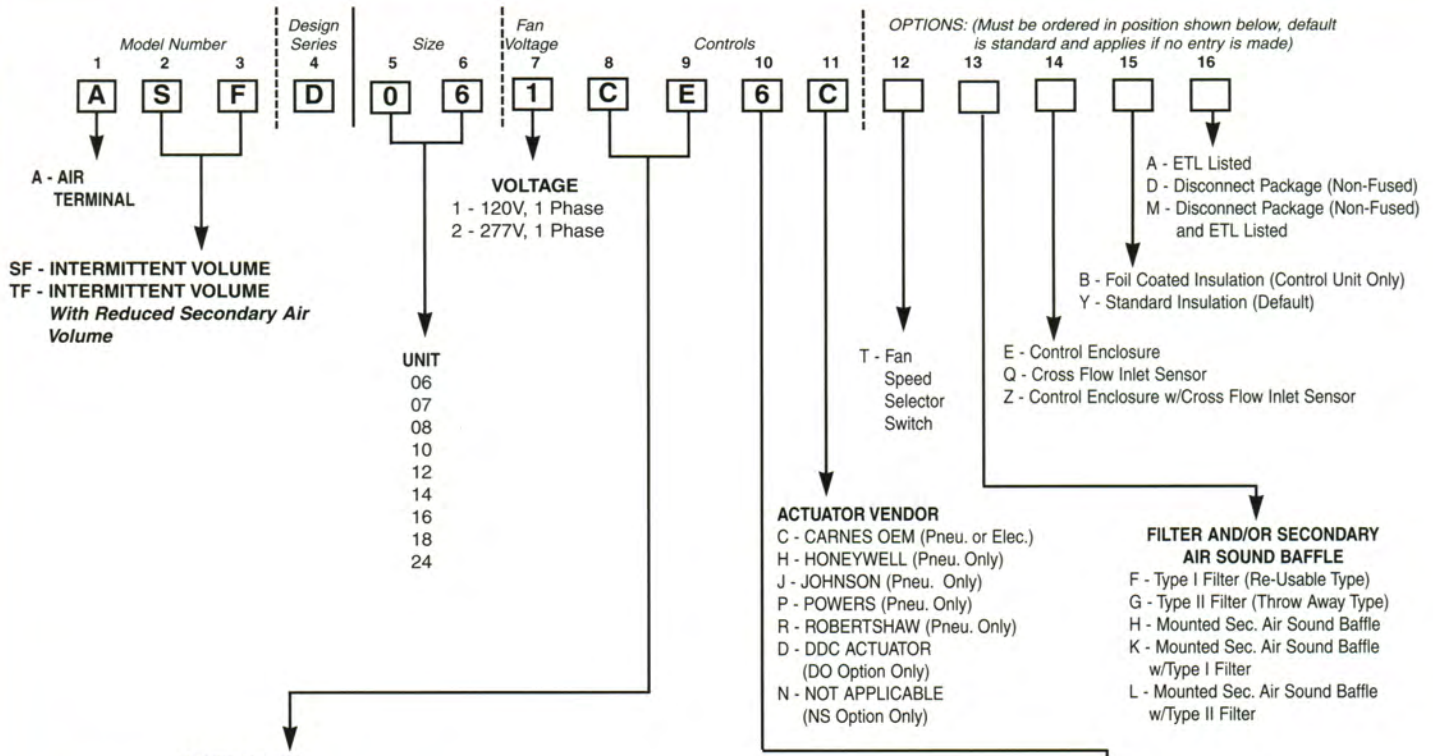 Model Number
Design Series
Size
Fan Voltage
Controls
OPTIONS: (Must be ordered in position shown below, default
is standard and applies if no entry is made)
1 2 3 4 5 6 7 8 9 10 11 12 13 14 15 16
A S F D 0 6 1 C E 6 C
A - AIR
TERMINAL
SF - INTERMITTENT VOLUME
TF - INTERMITTENT VOLUME
With Reduced Secondary Air
Volume
UNIT
06
07
08
10
12
14
16
18
24
VOLTAGE
1 - 120V, 1 Phase
2 - 277V, 1 Phase
ACTUATOR VENDOR
C - CARNES OEM (Pneu. or Elec.)
H - HONEYWELL (Pneu. Only)
J - JOHNSON (Pneu. Only)
P - POWERS (Pneu. Only)
R - ROBERTSHAW (Pneu. Only)
D - DDC ACTUATOR
(DO Option Only)
N - NOT APPLICABLE
(NS Option Only)
T - Fan
Speed
Selector
Switch
FILTER AND/OR SECONDARY
AIR SOUND BAFFLE
F - Type I Filter (Re-Usable Type)
G - Type II Filter (Throw Away Type)
H - Mounted Sec. Air Sound Baffle
K - Mounted Sec. Air Sound Baffle
w/Type I Filter
L - Mounted Sec. Air Sound Baffle
w/Type II Filter
E - Control Enclosure
Q - Cross Flow Inlet Sensor
Z - Control Enclosure w/Cross Flow Inlet Sensor
B - Foil Coated Insulation (Control Unit Only)
Y - Standard Insulation (Default)
A - ETL Listed
D - Disconnect Package (Non-Fused)
M - Disconnect Package (Non-Fused)
and ETL Listed